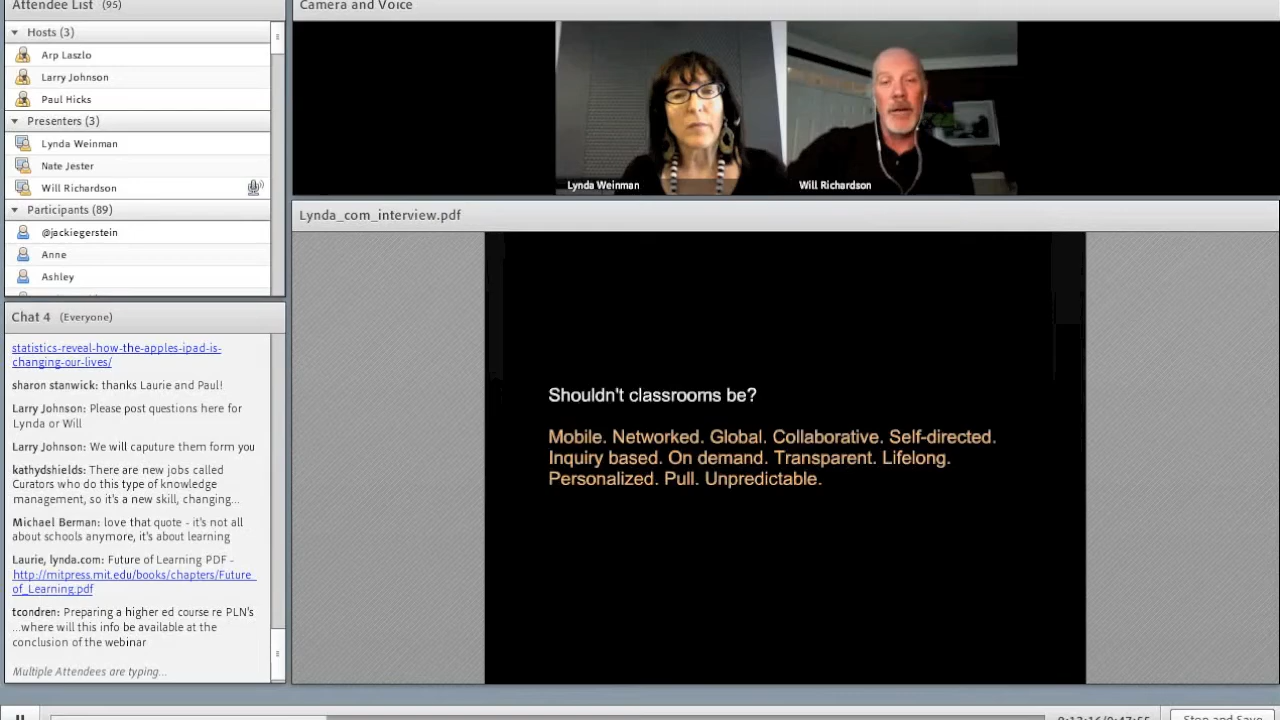 Attendee List (95)
Hosts (3)
Arp Laszlo
Larry Johnson
Paul Hicks
Presenters (3)
Lynda Weinman
Nate Jester
Will Richardson
Participants (89)
@jackiegerstein
Anne
Ashley
Chat 4 (Everyone)
statistics-reveal-how-the-apples-ipad-is-
changing-our-lives/
sharon stanwick: thanks Laurie and Paul!
Larry Johnson: Please post questions here for
Lynda or Will
Larry Johnson: We will caputure them form you
kathydshields: There are new jobs called
Curators who do this type of knowledge
management, so it's a new skill, changing...
Michael Berman: love that quote - it's not all
about schools anymore, it's about learning
Laurie, lynda.com: Future of Learning PDF -
http://mitpress.mit.edu/books/chapters/Future_
of_Learning.pdf
tcondren: Preparing a higher ed course re PLN's
...where will this info be available at the
conclusion of the webinar
Multiple Attendees are typing...
Camera and Voice
Lynda Weinman
Will Richardson
Lynda_com_interview.pdf
Shouldn't classrooms be?
Mobile. Networked. Global. Collaborative. Self-directed.
Inquiry based. On demand. Transparent. Lifelong.
Personalized. Pull. Unpredictable.
Stop and Save